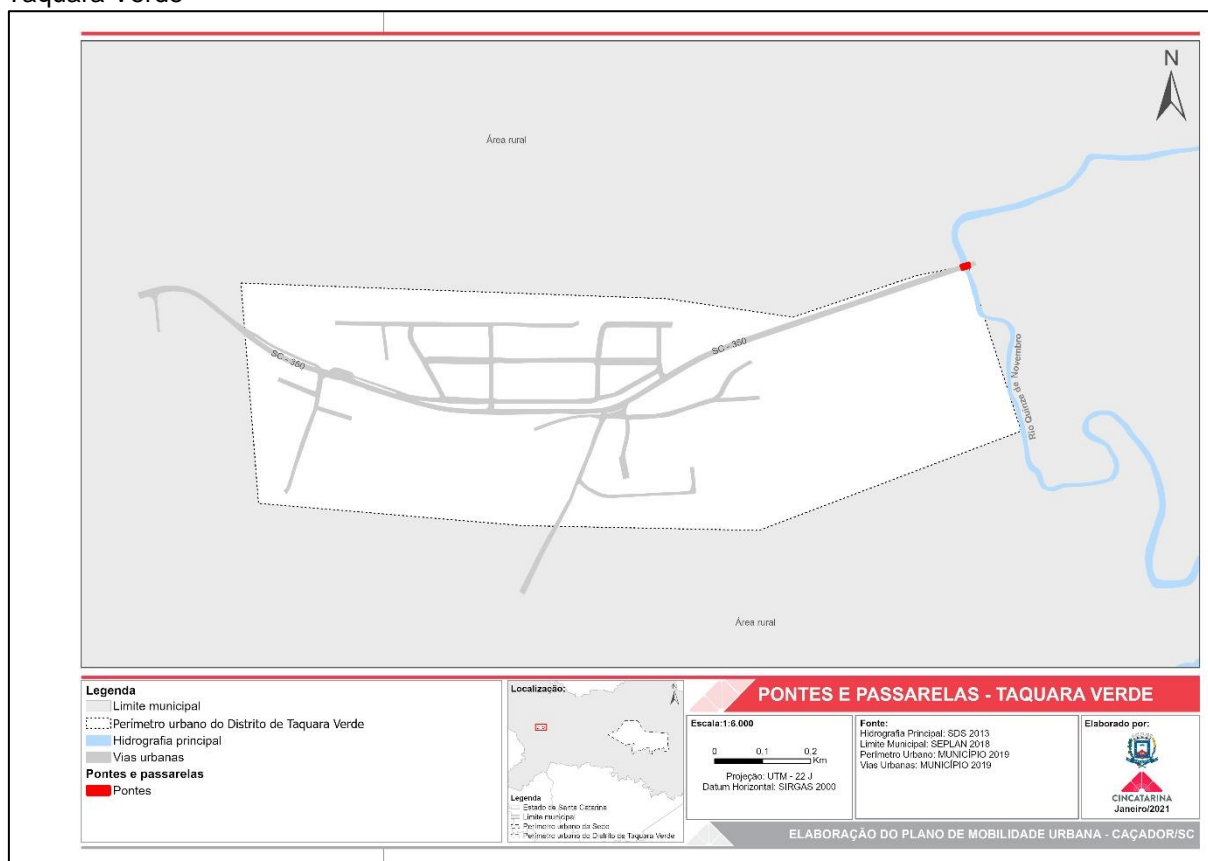 Taquara Verde
N
Área rural
SC - 350
SC - 350
Rio Quinze de Novembro
Área rural
Legenda
Limite municipal
Perímetro urbano do Distrito de Taquara Verde
Hidrografia principal
Vias urbanas
Pontes e passarelas
Pontes
Localização:
N
Legenda
Estado de Santa Catarina
Limite municipal
Perímetro urbano da Sede
Perímetro urbano do Distrito de Taquara Verde
PONTES E PASSARELAS - TAQUARA VERDE
Escala:1:6.000
0 0,1 0,2
Km
Projeção: UTM - 22 J
Datum Horizontal: SIRGAS 2000
Fonte:
Hidrografia Principal: SDS 2013
Limite Municipal: SEPLAN 2018
Perímetro Urbano: MUNICÍPIO 2019
Vias Urbanas: MUNICÍPIO 2019
Elaborado por:
CINCATARINA
Janeiro/2021
ELABORAÇÃO DO PLANO DE MOBILIDADE URBANA - CAÇADOR/SC